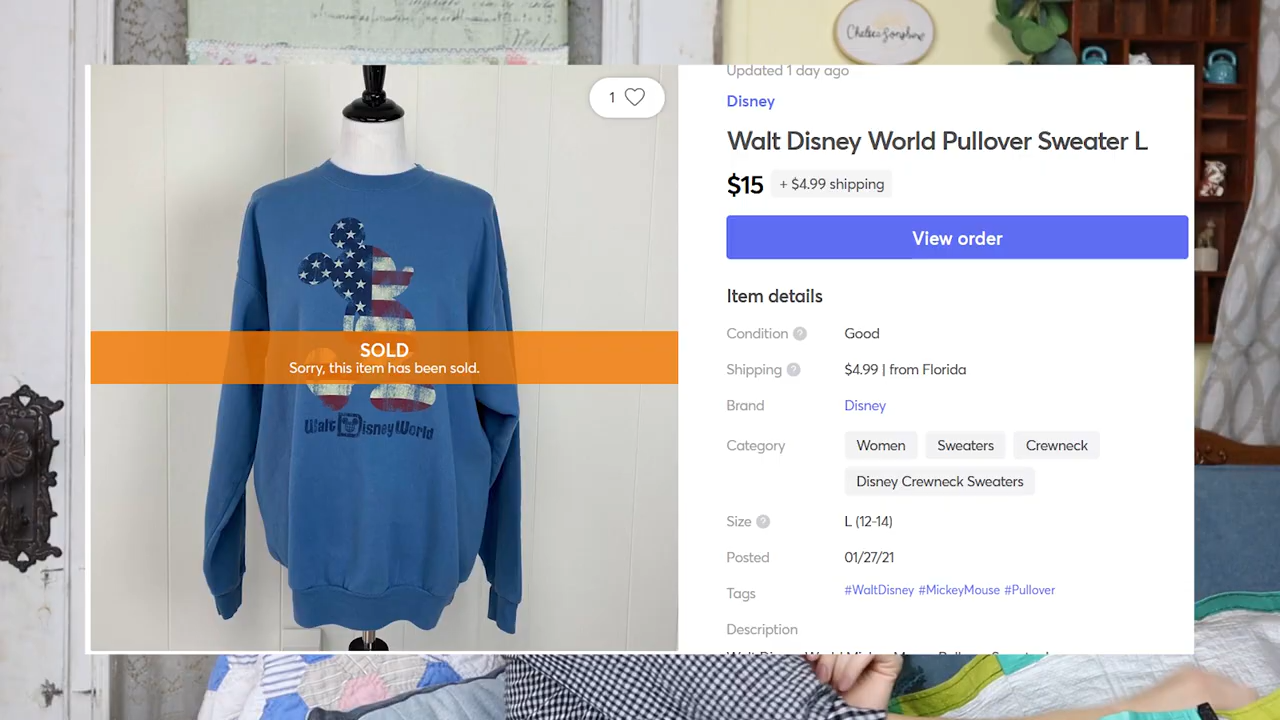 Chelsea Sunshine
Updated 1 day ago
1
Disney
Walt Disney World Pullover Sweater L
$15 + $4.99 shipping
View order
SOLD
Sorry, this item has been sold.
Walt Disney World
Item details
Condition ? Good
Shipping ? $4.99 | from Florida
Brand Disney
Category Women Sweaters Crewneck
Disney Crewneck Sweaters
Size ? L (12-14)
Posted 01/27/21
Tags #WaltDisney #MickeyMouse #Pullover
Description